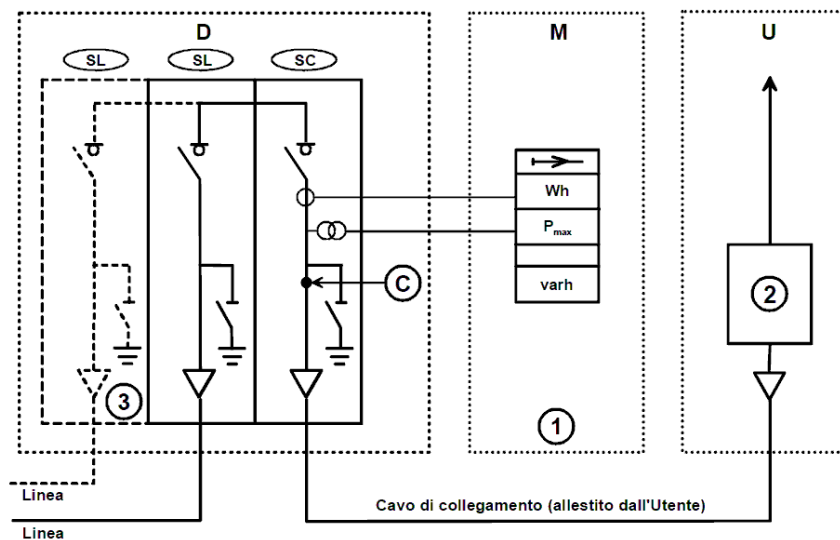 D
M
U
SL
SL
SC
Wh
Pmax
varh
C
2
3
1
Linea
Cavo di collegamento (allestito dall'Utente)
Linea